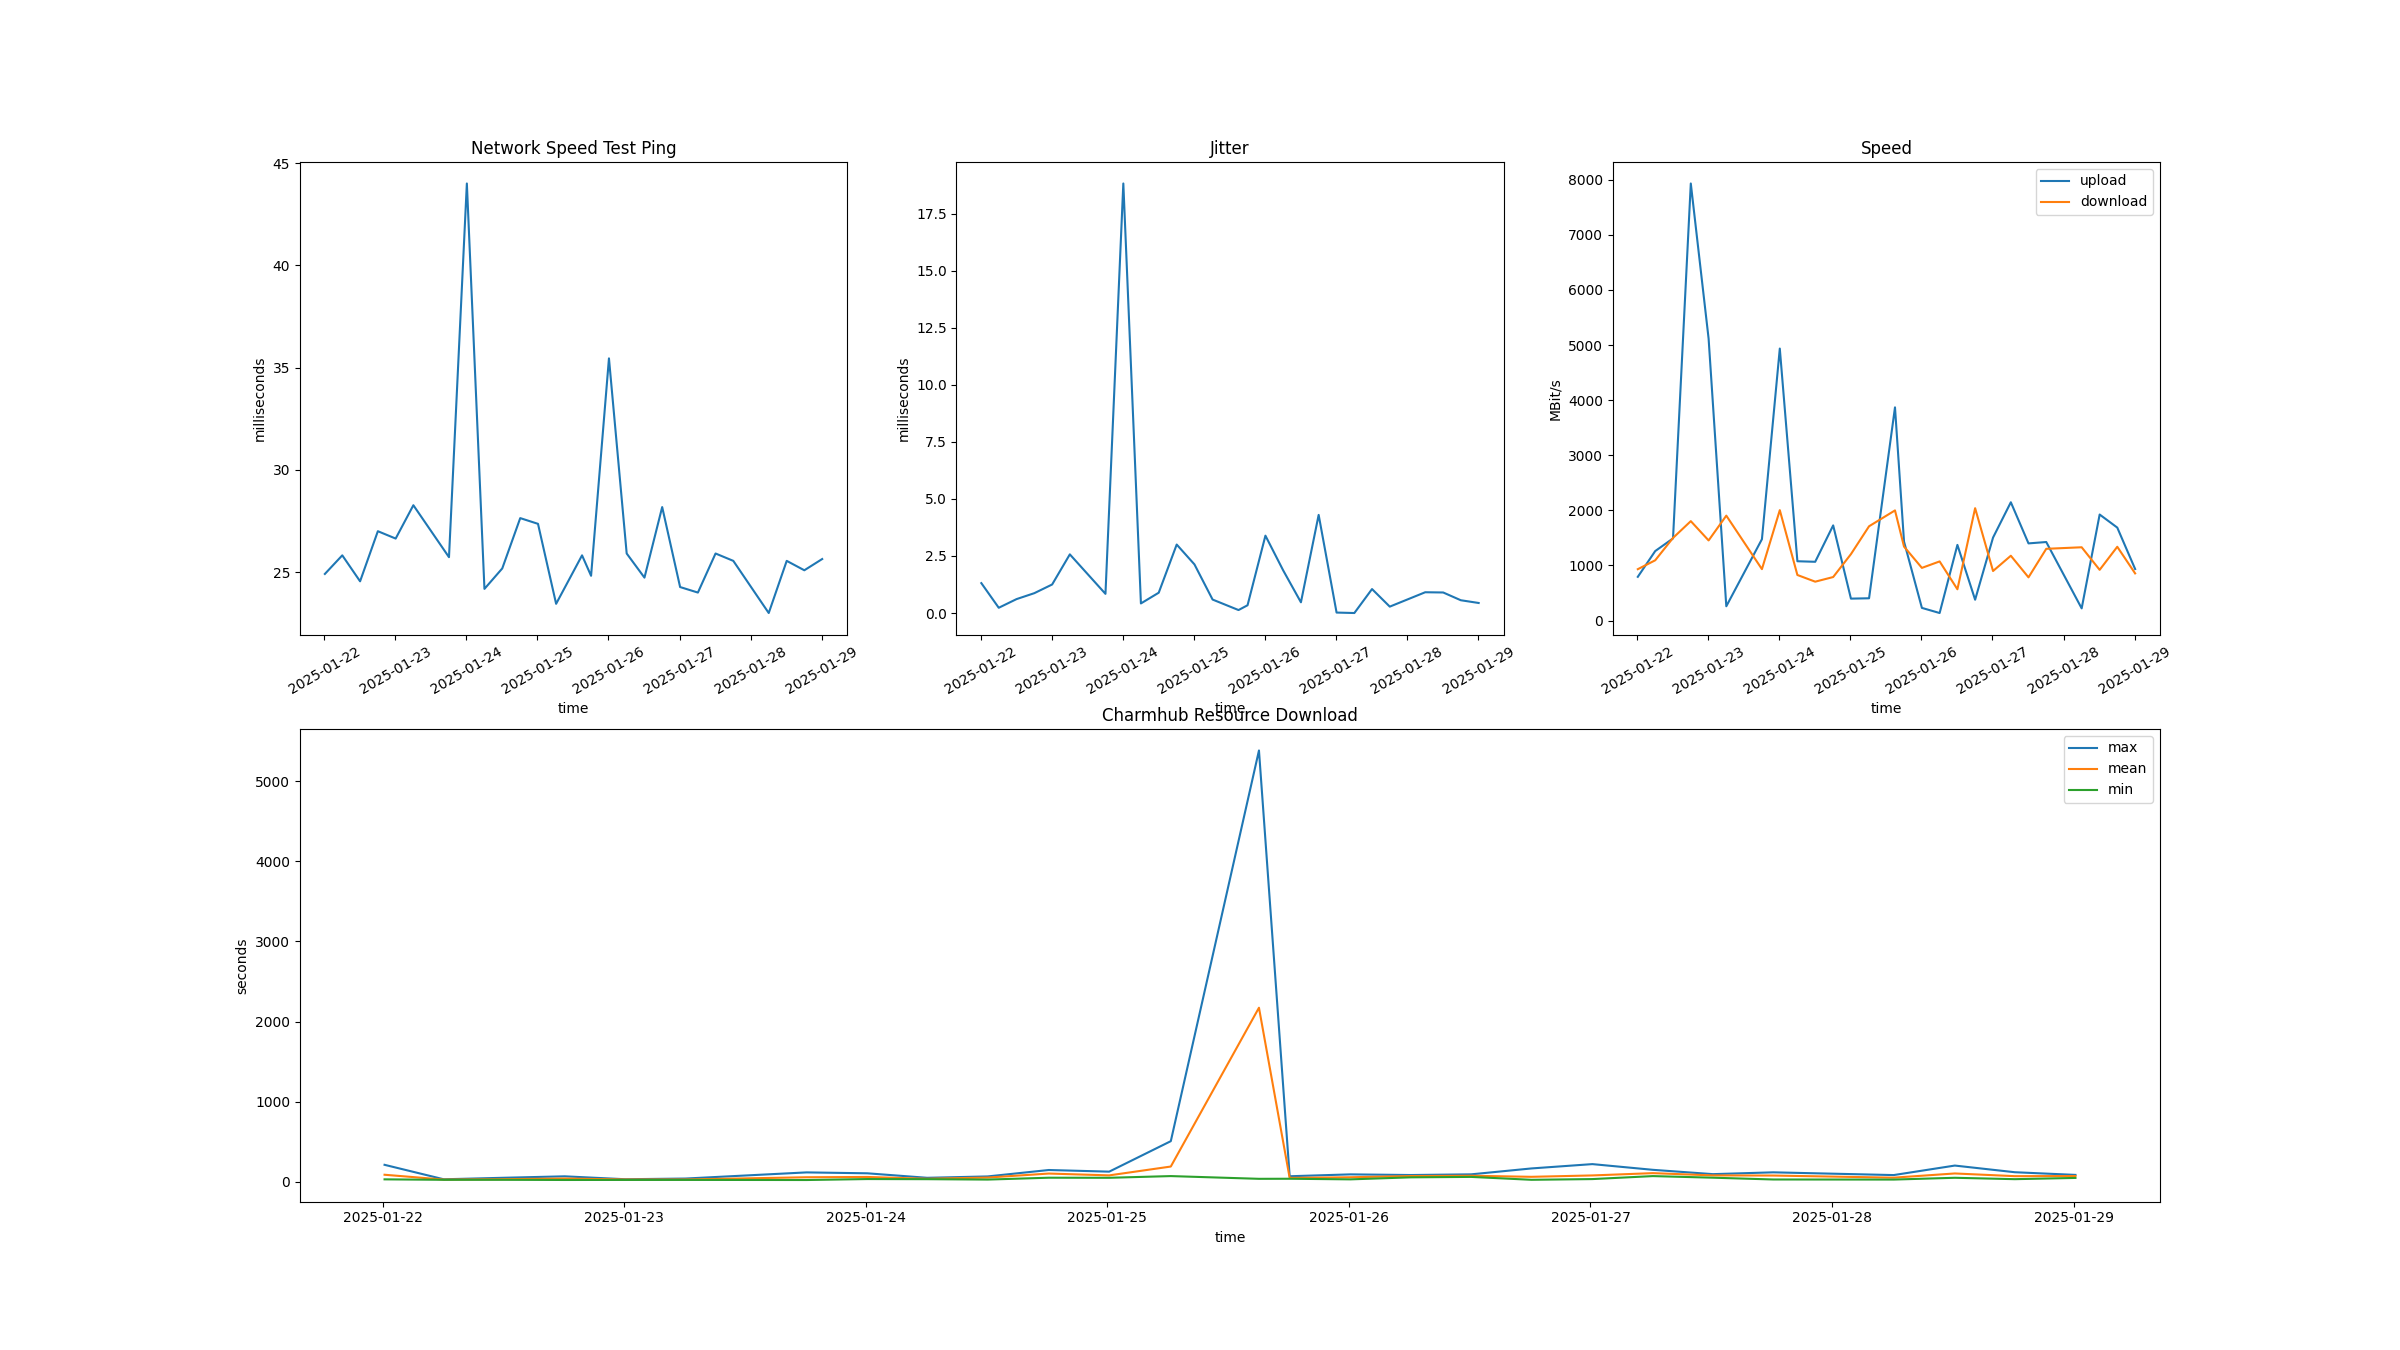 Network Speed Test Ping
45
40
35
30
25
milliseconds
2025-01-22 2025-01-23 2025-01-24 2025-01-25 2025-01-26 2025-01-27 2025-01-28 2025-01-29
time
Jitter
17.5
15.0
12.5
10.0
7.5
5.0
2.5
0.0
milliseconds
2025-01-22 2025-01-23 2025-01-24 2025-01-25 2025-01-26 2025-01-27 2025-01-28 2025-01-29
time
Speed
upload
download
8000
7000
6000
5000
4000
3000
2000
1000
0
MBit/s
2025-01-22 2025-01-23 2025-01-24 2025-01-25 2025-01-26 2025-01-27 2025-01-28 2025-01-29
time
Charmhub Resource Download
max
mean
min
5000
4000
3000
2000
1000
0
seconds
2025-01-22 2025-01-23 2025-01-24 2025-01-25 2025-01-26 2025-01-27 2025-01-28 2025-01-29
time